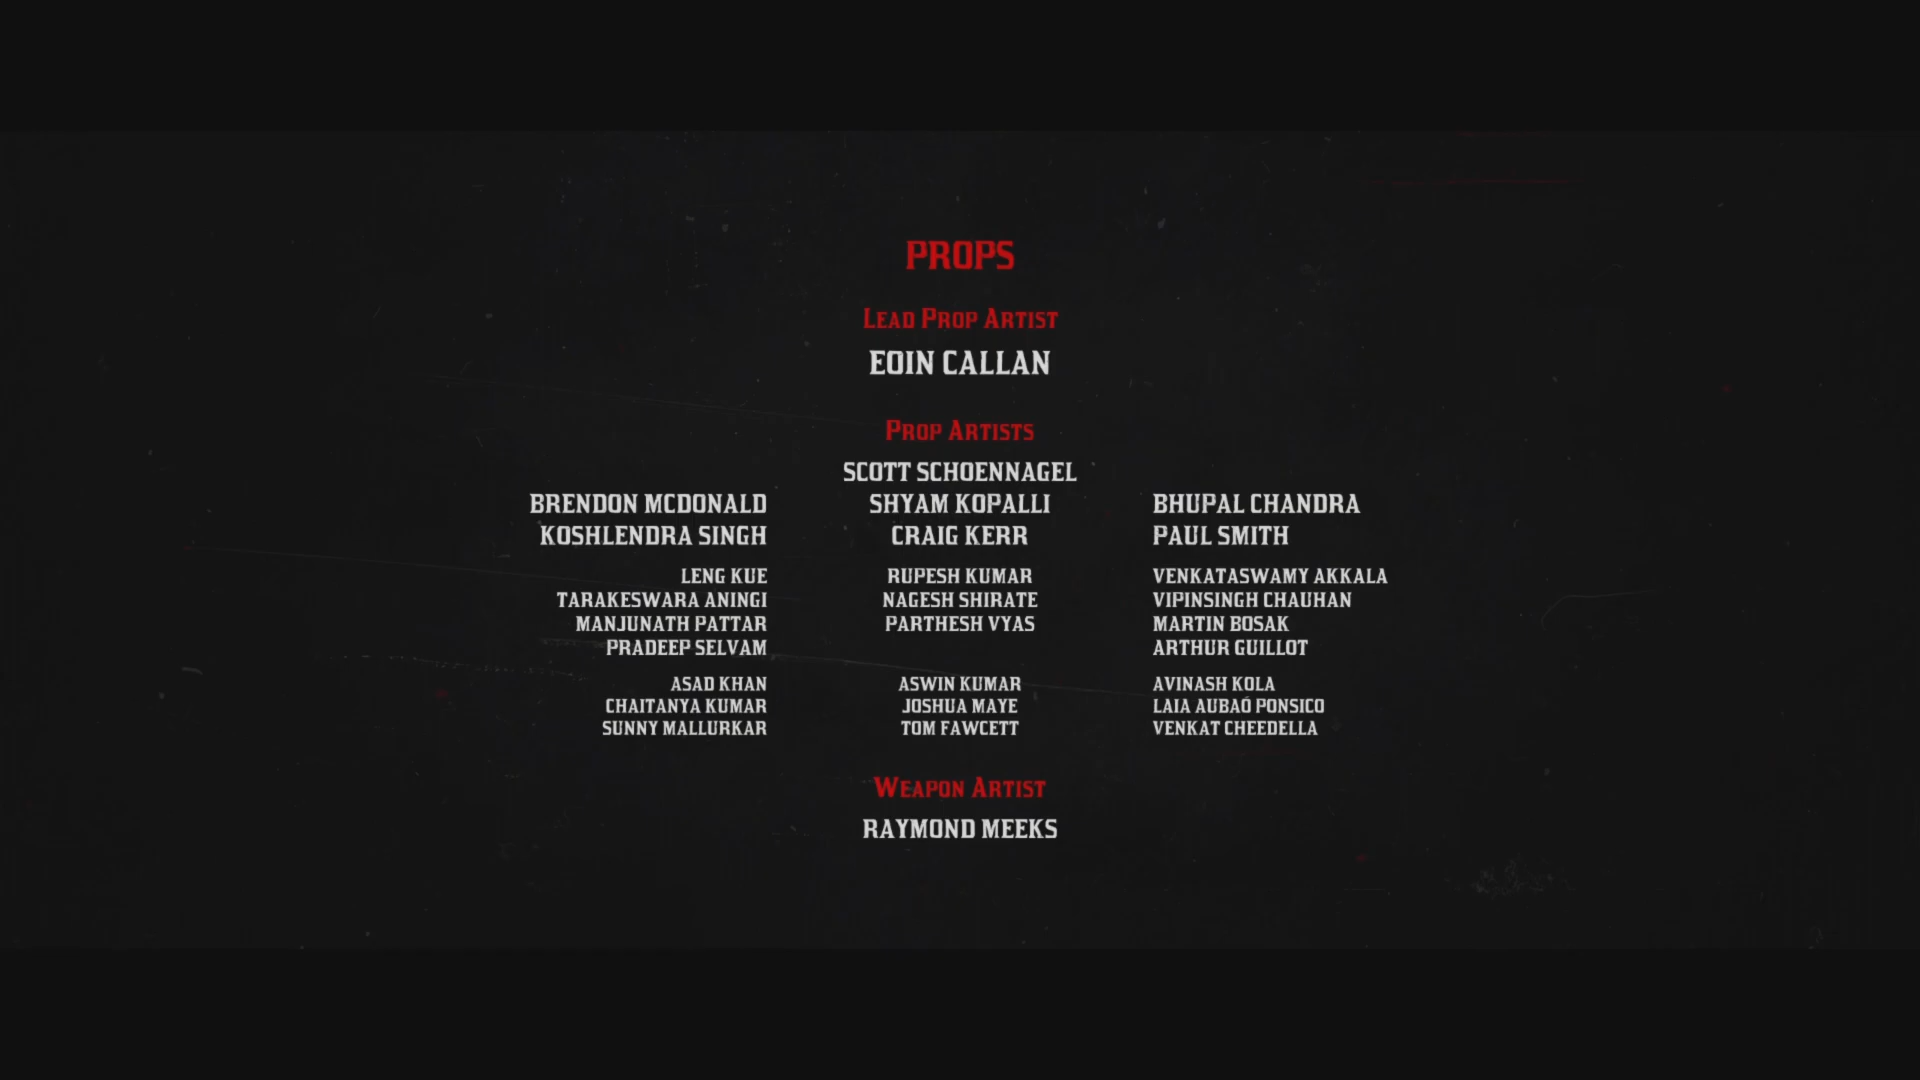 PROPS
LEAD PROP ARTIST
EOIN CALLAN
PROP ARTISTS
SCOTT SCHOENNAGEL
BRENDON MCDONALD SHYAM KOPALLI BHUPAL CHANDRA
KOSHLENDRA SINGH CRAIG KERR PAUL SMITH
LENG KUE RUPESH KUMAR VENKATASWAMY AKKALA
TARAKESWARA ANINGI NAGESH SHIRATE VIPINSINGH CHAUHAN
MANJUNATH PATTAR PARTHESH VYAS MARTIN BOSAK
PRADEEP SELVAM ARTHUR GUILLOT
ASAD KHAN ASWIN KUMAR AVINASH KOLA
CHAITANYA KUMAR JOSHUA MAYE LAIA AUBAÓ PONSICO
SUNNY MALLURKAR TOM FAWCETT VENKAT CHEEDELLA
WEAPON ARTIST
RAYMOND MEEKS